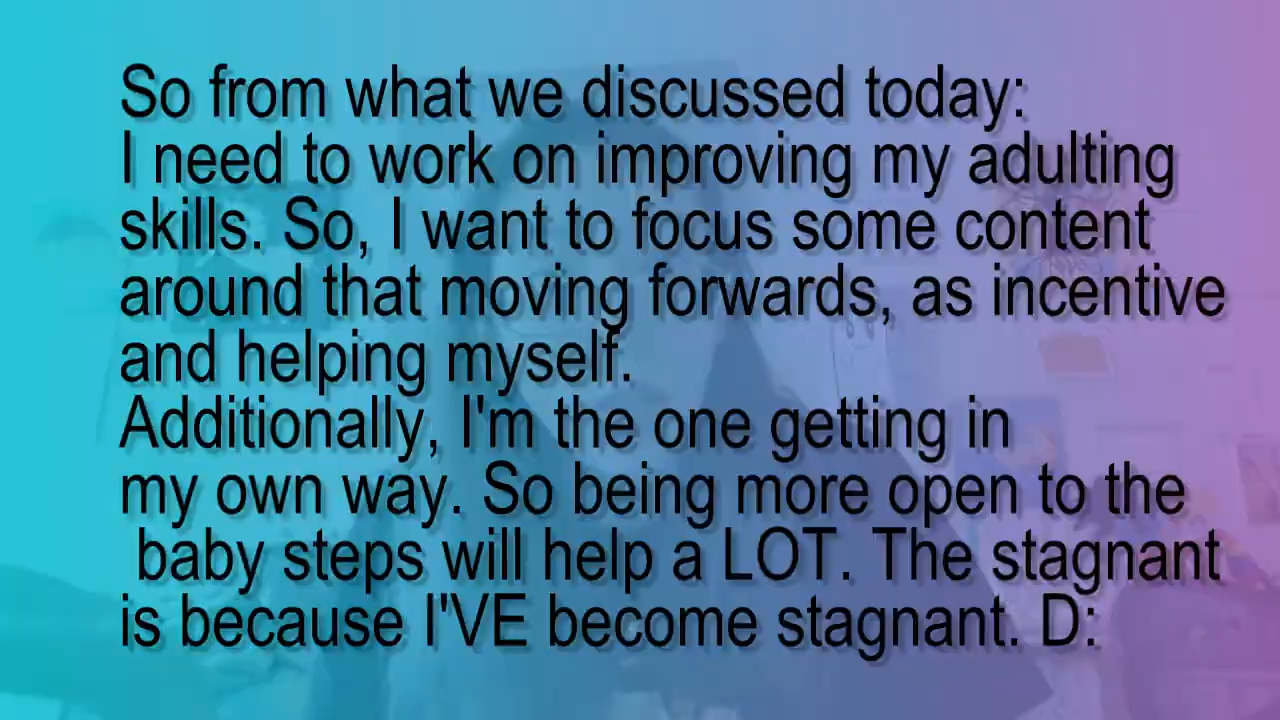 So from what we discussed today:
I need to work on improving my adulting
skills. So, I want to focus some content
around that moving forwards, as incentive
and helping myself.
Additionally, I'm the one getting in
my own way. So being more open to the
baby steps will help a LOT. The stagnant
is because I'VE become stagnant. D: